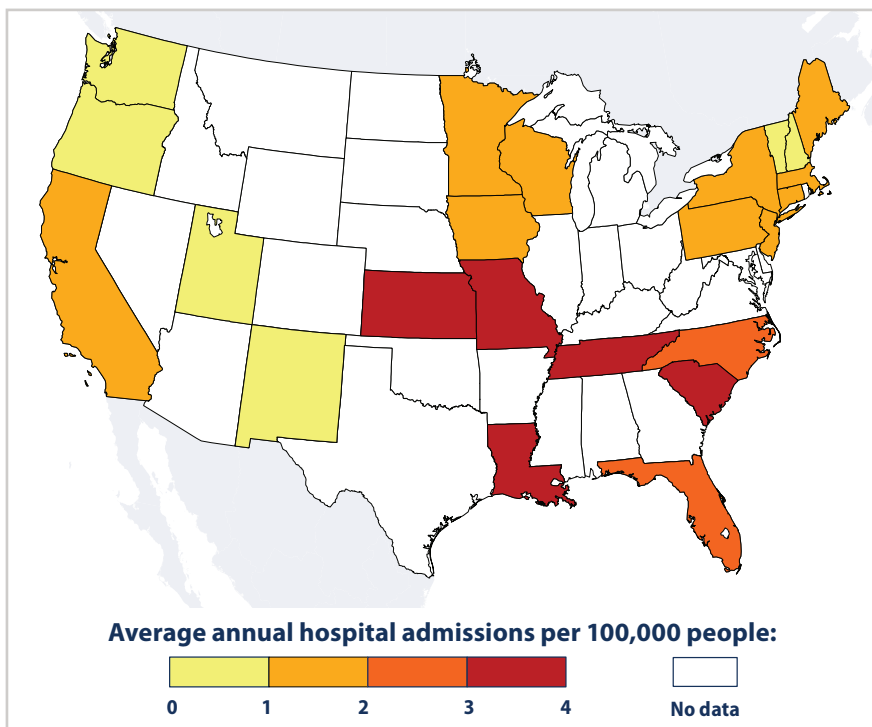 Average annual hospital admissions per 100,000 people:
0 1 2 3 4 No data